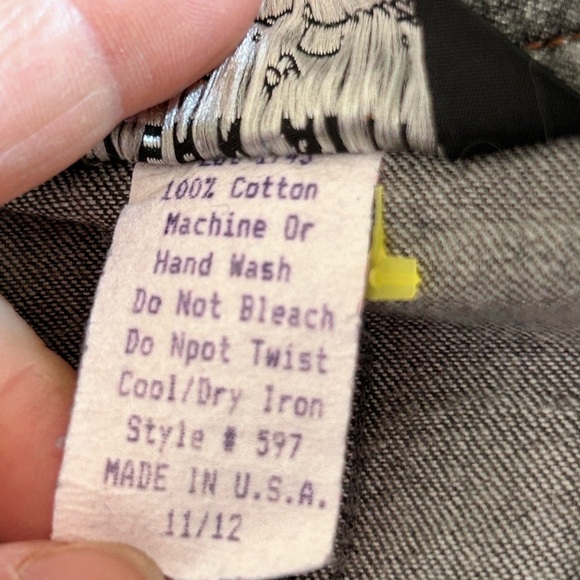 100% Cotton
Machine Or
Hand Wash
Do Not Bleach
Do Npot Twist
Cool/Dry Iron
Style # 597
MADE IN U.S.A.
11/12